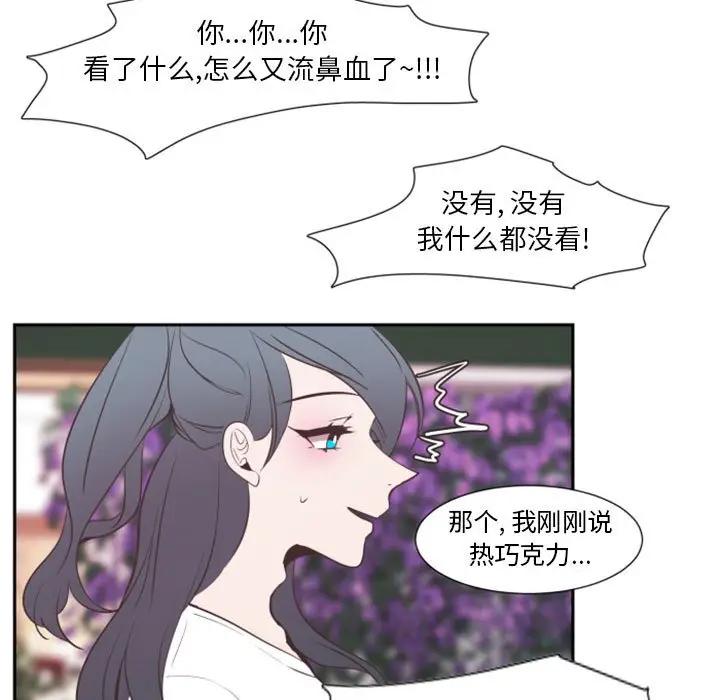 你...你...你
看了什么,怎么又流鼻血了~!!!
没有, 没有
我什么都没看!
那个, 我刚刚说
热巧克力...